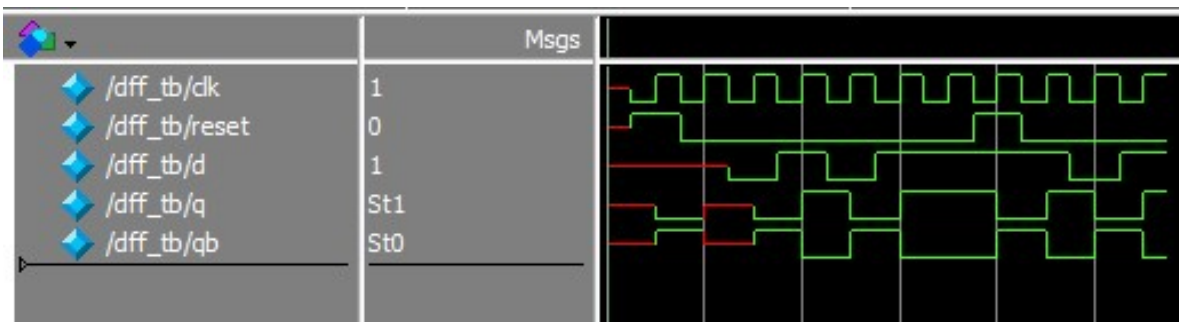 Msgs
/dff_tb/clk 1
/dff_tb/reset 0
/dff_tb/d 1
/dff_tb/q St1
/dff_tb/qb St0